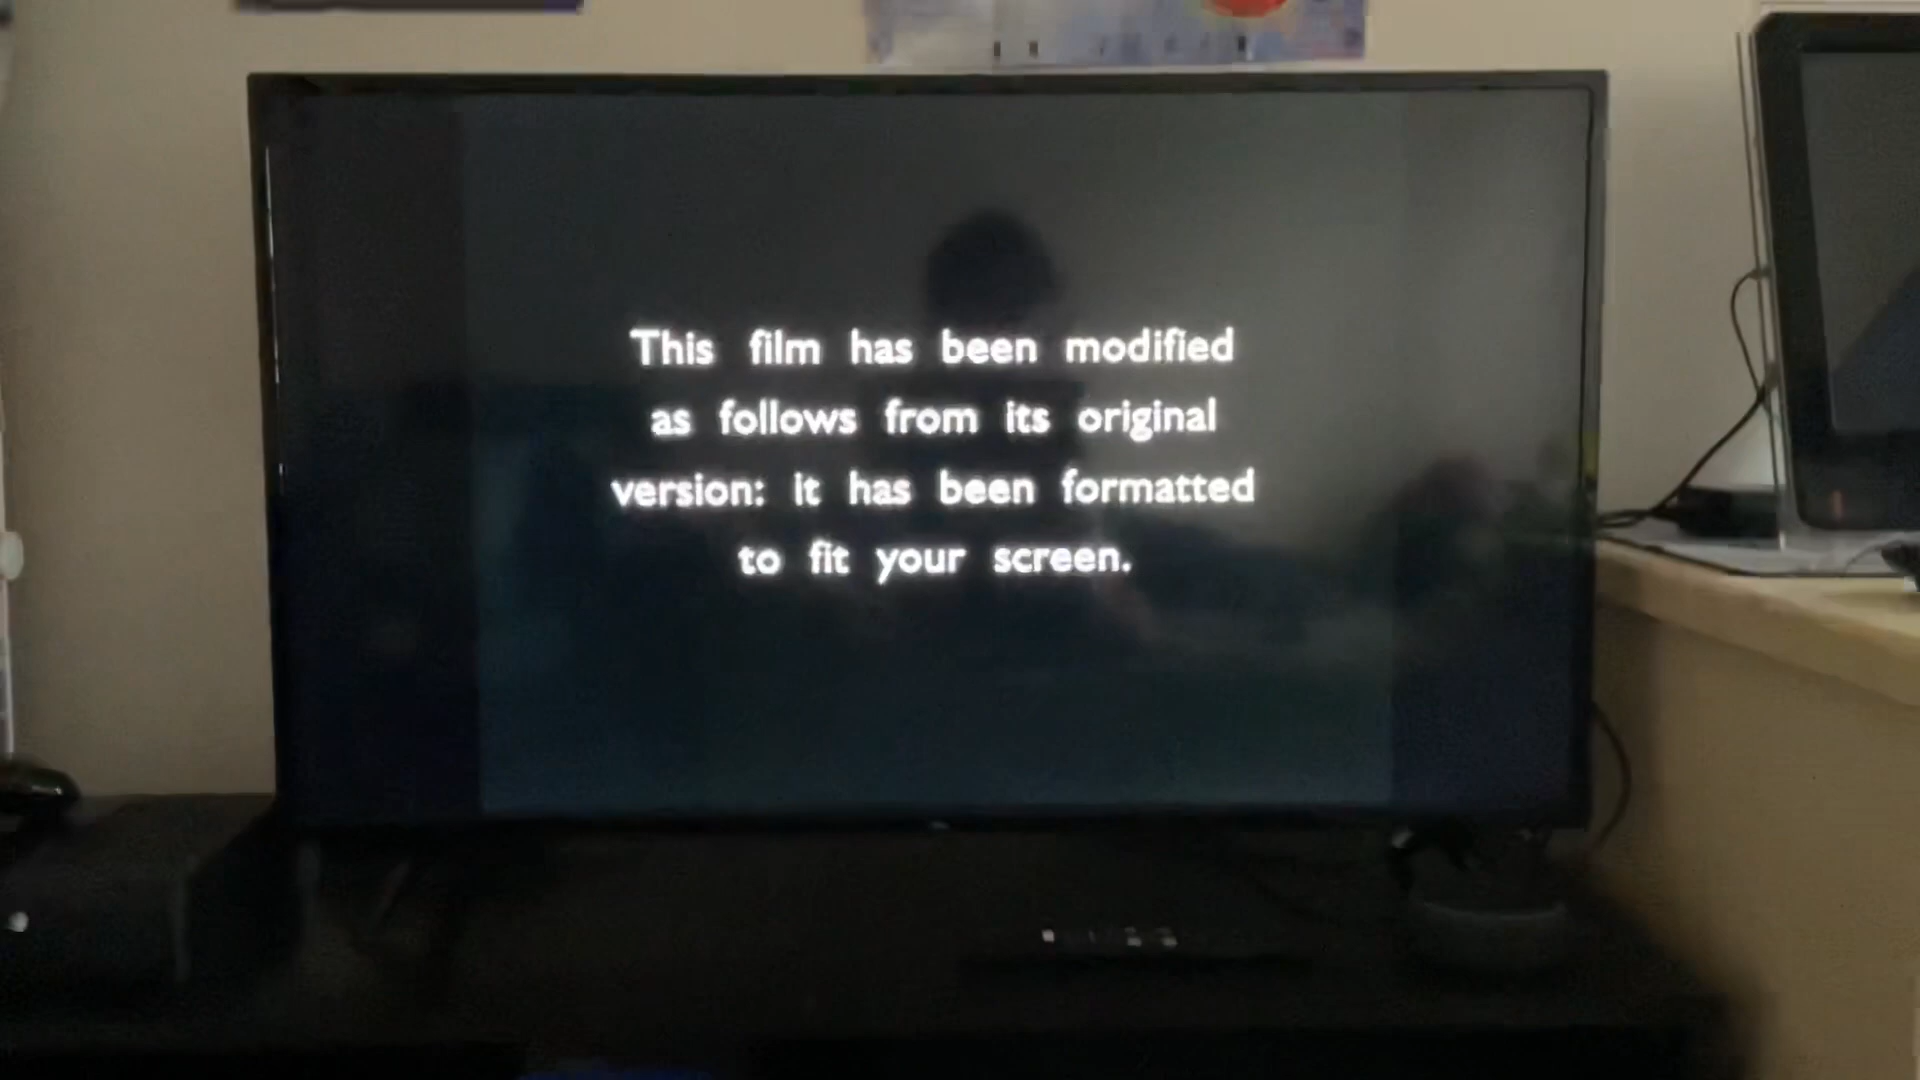 This film has been modified
as follows from its original
version: it has been formatted
to fit your screen.